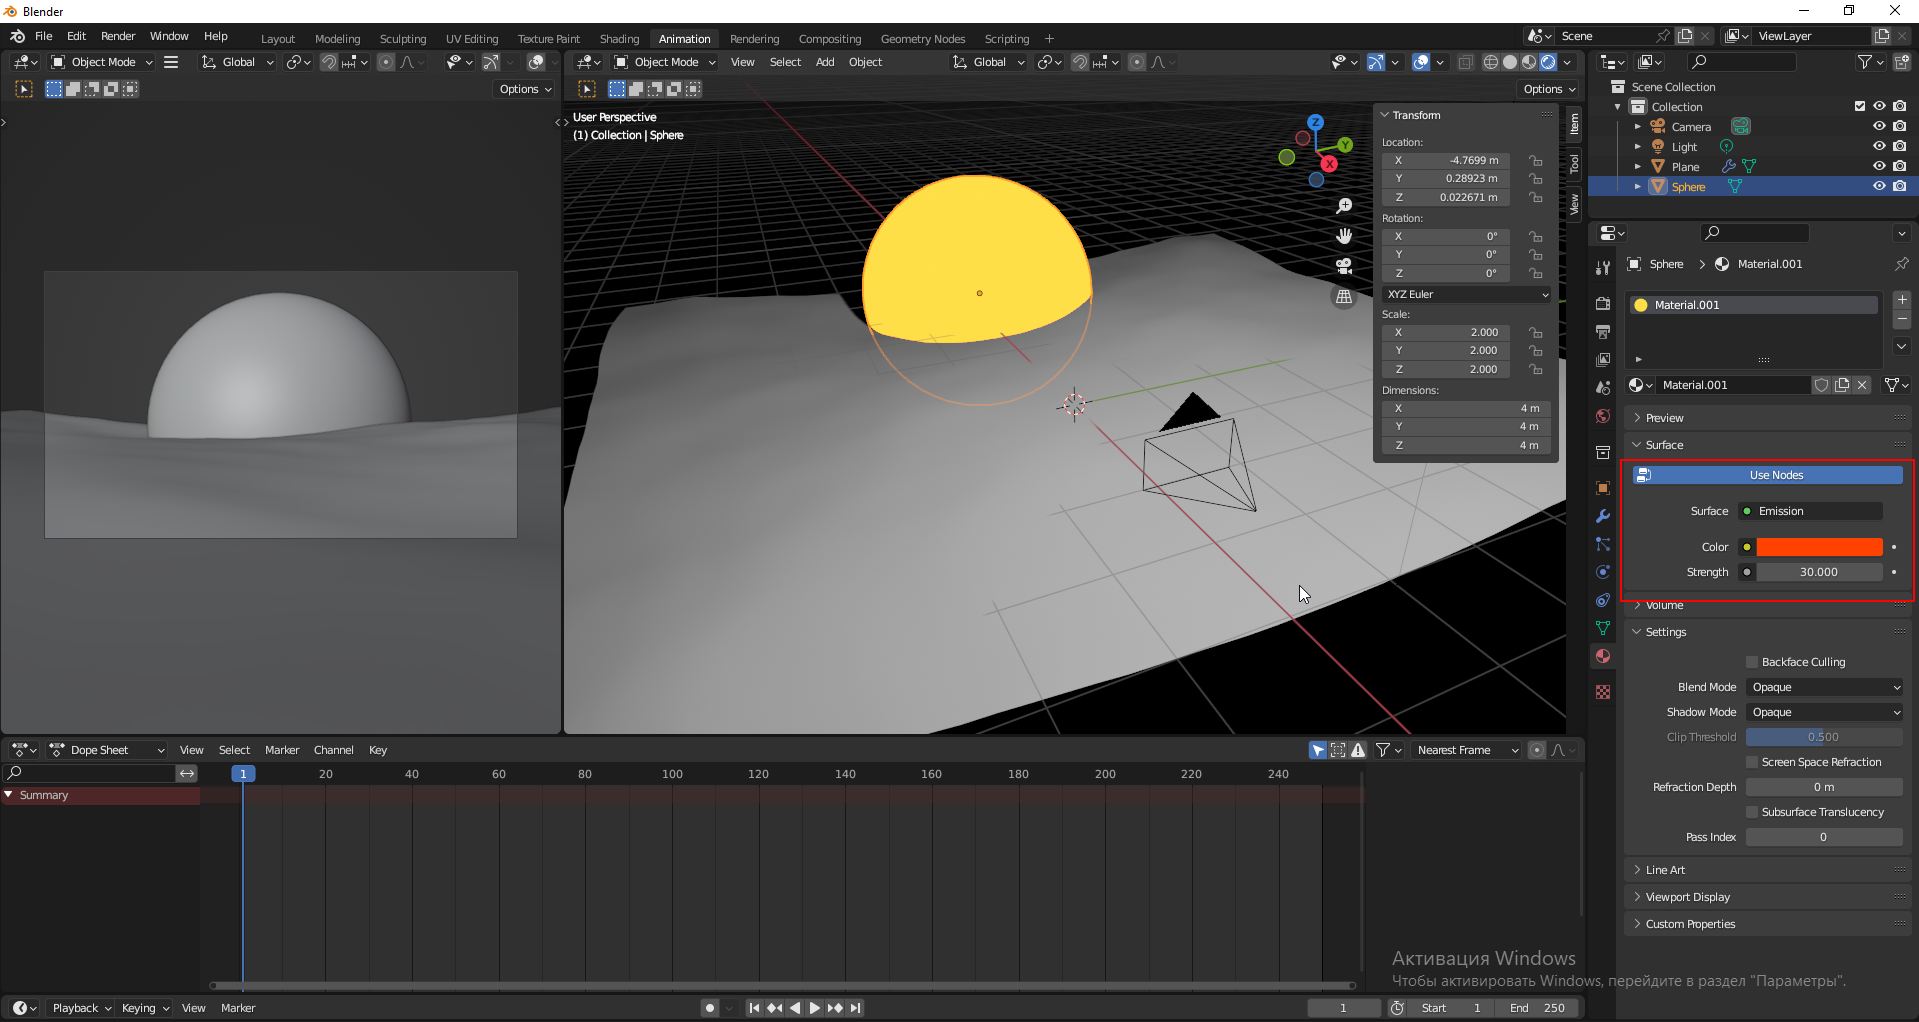 Blender
File Edit Render Window Help Layout Modeling Sculpting UV Editing Texture Paint Shading Animation Rendering Compositing Geometry Nodes Scripting + Scene ViewLayer
Object Mode Global
Options
Object Mode View Select Add Object Global
Options
User Perspective
(1) Collection | Sphere
Z
Y
X
Transform
Location:
X -4.7699 m
Y 0.28923 m
Z 0.022671 m
Rotation:
X 0°
Y 0°
Z 0°
XYZ Euler
Scale:
X 2.000
Y 2.000
Z 2.000
Dimensions:
X 4 m
Y 4 m
Z 4 m
Item
Tool
View
Scene Collection
Collection
Camera
Light
Plane
Sphere
Sphere > Material.001
Material.001
Material.001
Preview
Surface
Use Nodes
Surface Emission
Color
Strength 30.000
Volume
Settings
Backface Culling
Blend Mode Opaque
Shadow Mode Opaque
Clip Threshold 0.500
Screen Space Refraction
Refraction Depth 0 m
Subsurface Translucency
Pass Index 0
Line Art
Viewport Display
Custom Properties
Dope Sheet View Select Marker Channel Key Nearest Frame
1 20 40 60 80 100 120 140 160 180 200 220 240
Summary
Активация Windows
Чтобы активировать Windows, перейдите в раздел "Параметры".
Playback Keying View Marker 1 Start 1 End 250